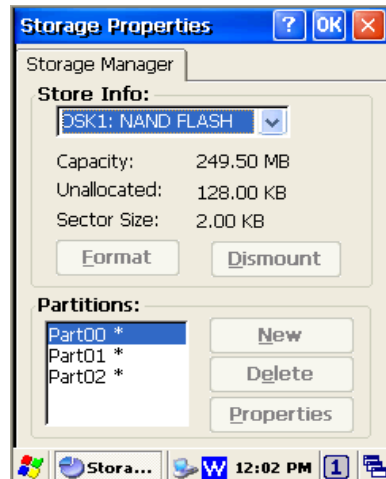 Storage Properties ? OK X
Storage Manager
Store Info:
DSK1: NAND FLASH
Capacity: 249.50 MB
Unallocated: 128.00 KB
Sector Size: 2.00 KB
Format Dismount
Partitions:
Part00 * New
Part01 *
Part02 * Delete
Properties
Stora... W 12:02 PM 1